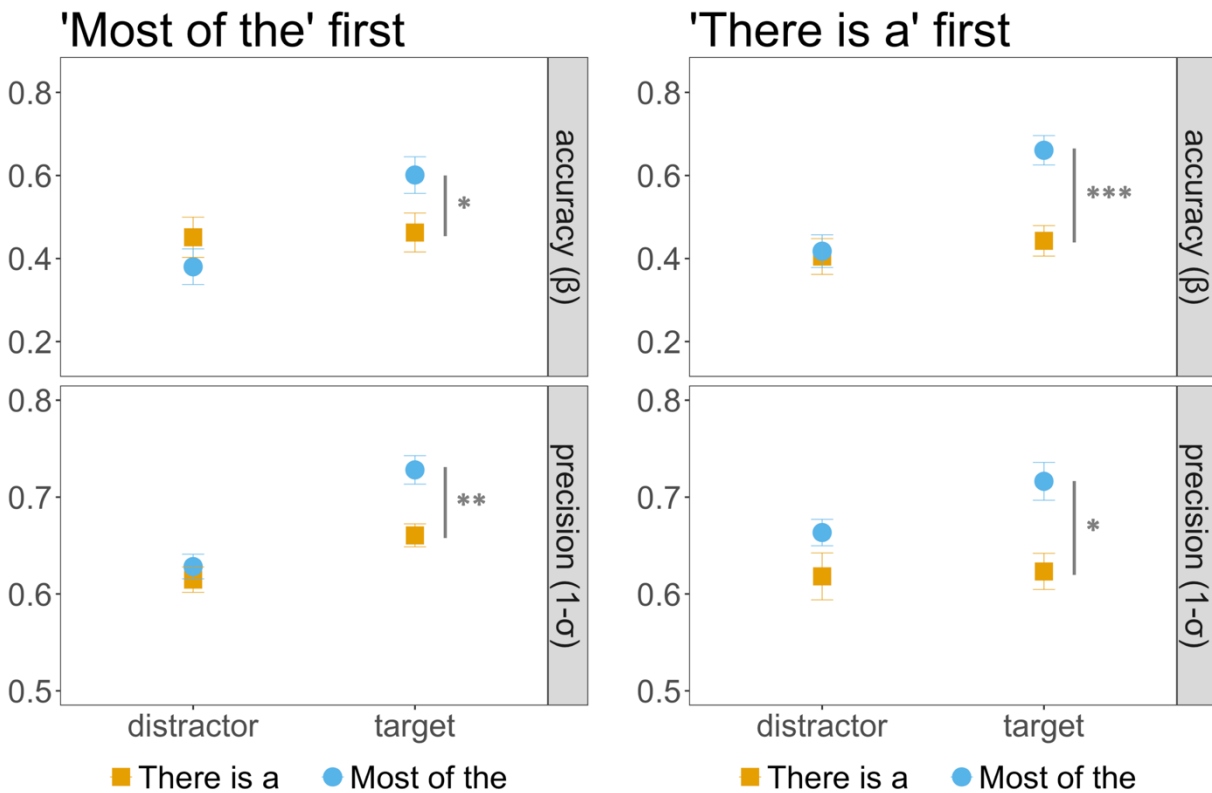 'Most of the' first
0.8
0.6
0.4
0.2
*
accuracy (β)
0.8
0.7
0.6
0.5
**
precision (1-σ)
distractor target
There is a Most of the
'There is a' first
0.8
0.6
0.4
0.2
***
accuracy (β)
0.8
0.7
0.6
0.5
*
precision (1-σ)
distractor target
There is a Most of the